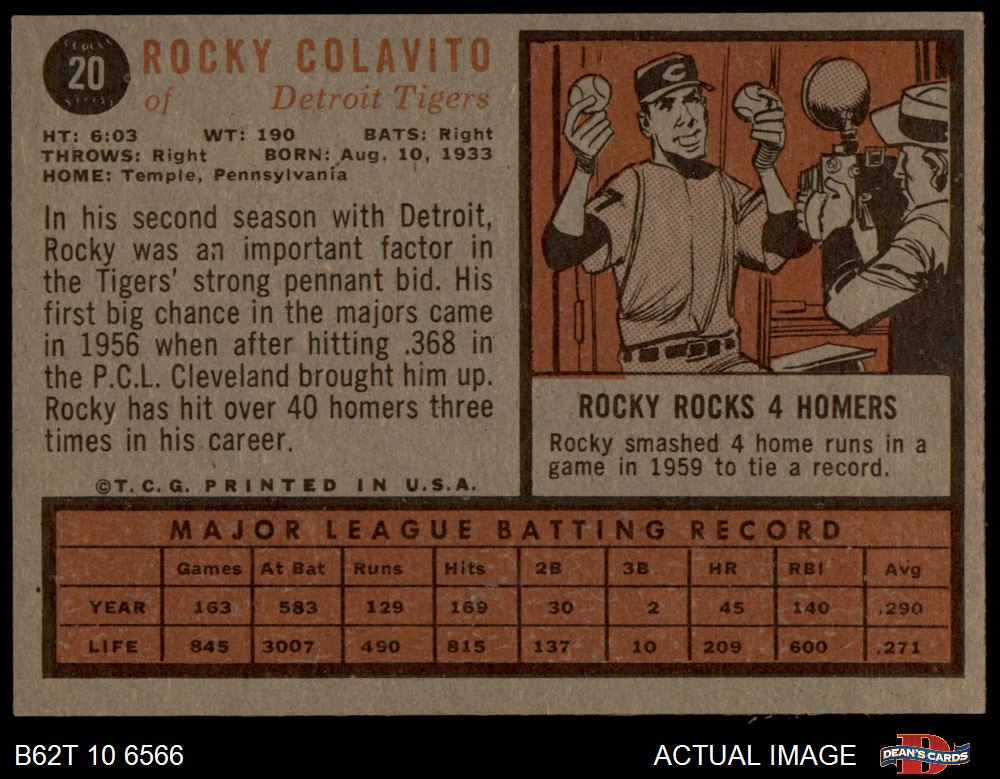 20
ROCKY COLAVITO
of Detroit Tigers
HT: 6:03 WT: 190 BATS: Right
THROWS: Right BORN: Aug. 10, 1933
HOME: Temple, Pennsylvania
In his second season with Detroit,
Rocky was an important factor in
the Tigers' strong pennant bid. His
first big chance in the majors came
in 1956 when after hitting .368 in
the P.C.L. Cleveland brought him up.
Rocky has hit over 40 homers three
times in his career.
©T.C.G. PRINTED IN U.S.A.
C
7
ROCKY ROCKS 4 HOMERS
Rocky smashed 4 home runs in a
game in 1959 to tie a record.
MAJOR LEAGUE BATTING RECORD
Games At Bat Runs Hits 2B 3B HR RBI Avg
YEAR 163 583 129 169 30 2 45 140 .290
LIFE 845 3007 490 815 137 10 209 600 .271
B62T 10 6566 ACTUAL IMAGE DEAN'S CARDS